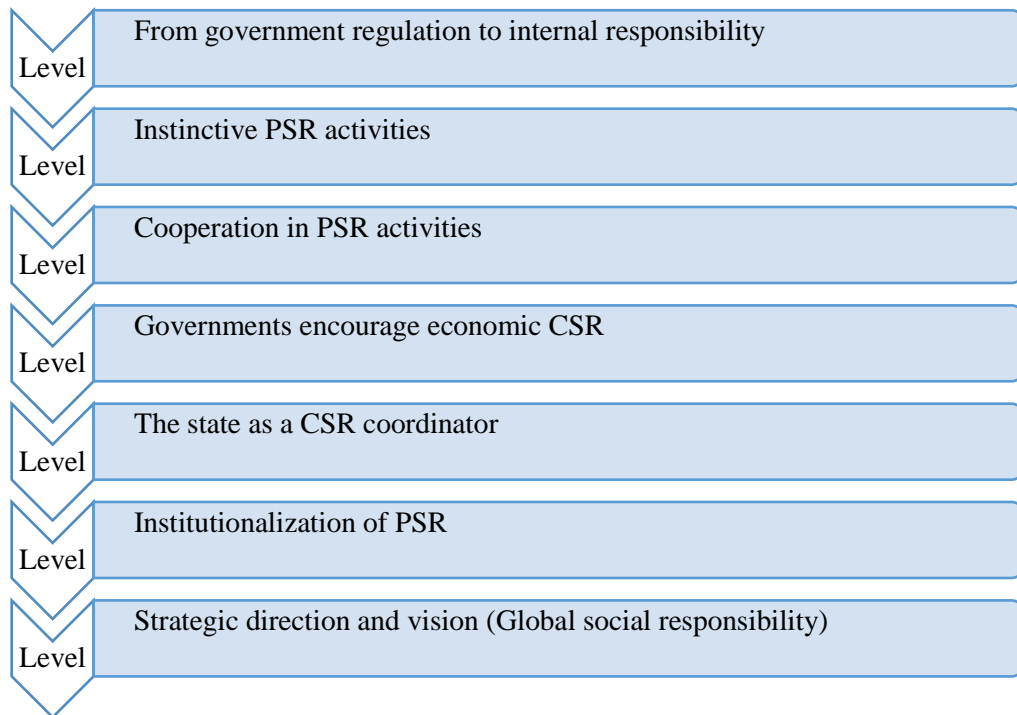 From government regulation to internal responsibility
Level
Instinctive PSR activities
Level
Cooperation in PSR activities
Level
Governments encourage economic CSR
Level
The state as a CSR coordinator
Level
Institutionalization of PSR
Level
Strategic direction and vision (Global social responsibility)
Level